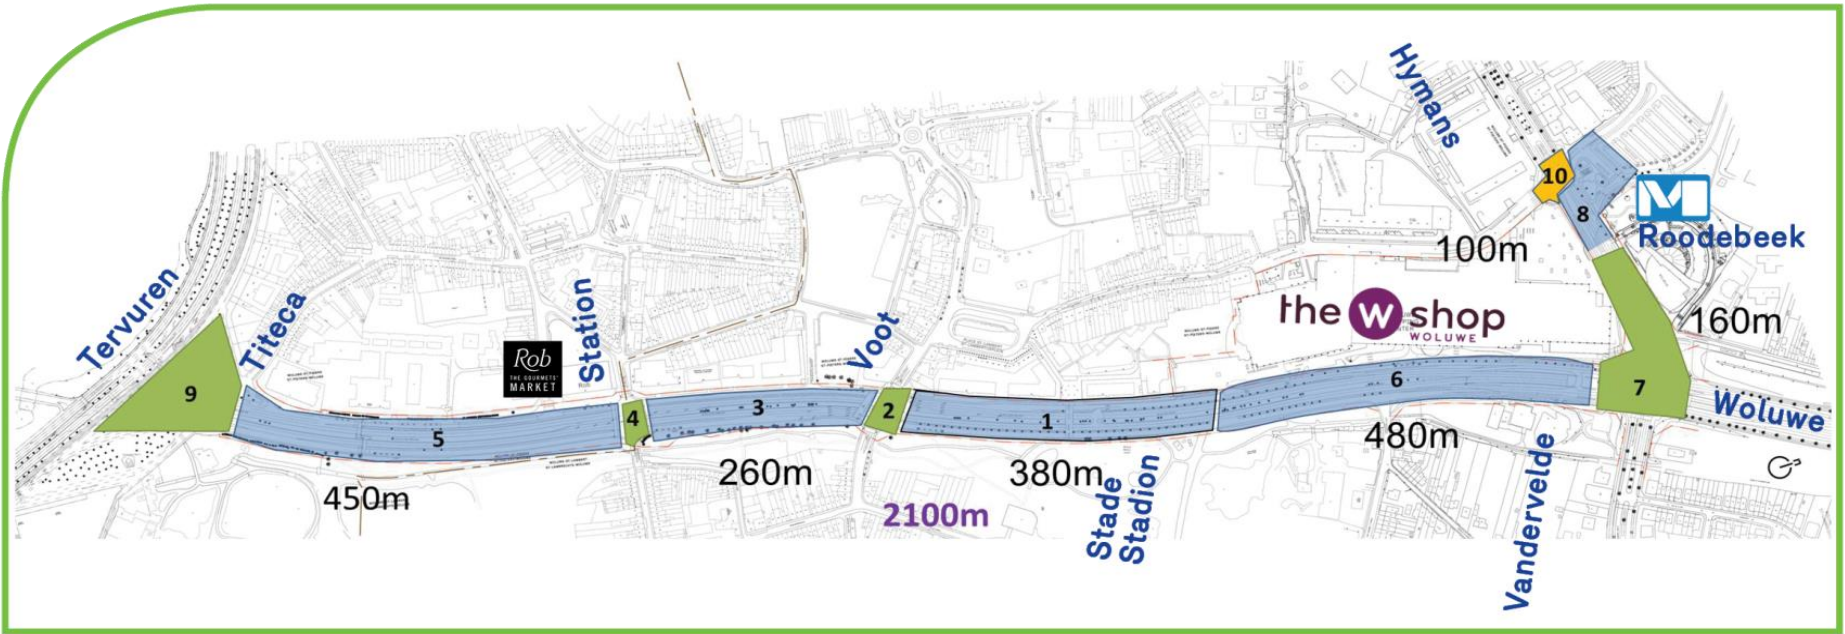 Hymans
10
8
Roodebeek
100m
Tervuren
Titeca
Station
Voot
the w shop
WOLUWE
160m
Rob
THE GOURMETS'
MARKET
9
5
4
3
2
1
6
7
Woluwe
450m
260m
380m
480m
2100m
Stade
Stadion
Vandervelde